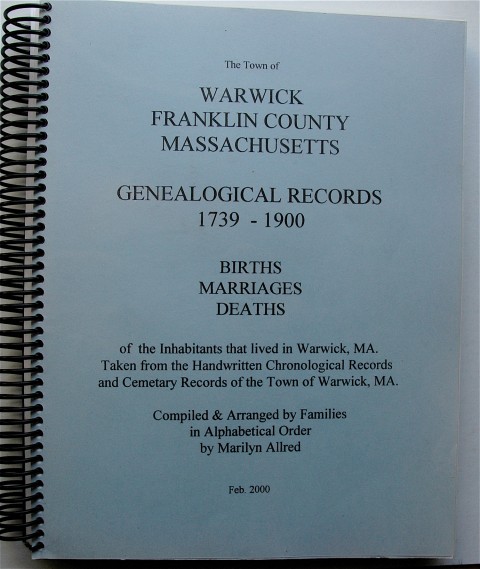 The Town of
WARWICK
FRANKLIN COUNTY
MASSACHUSETTS
GENEALOGICAL RECORDS
1739 - 1900
BIRTHS
MARRIAGES
DEATHS
of the Inhabitants that lived in Warwick, MA.
Taken from the Handwritten Chronological Records
and Cemetary Records of the Town of Warwick, MA.
Compiled & Arranged by Families
in Alphabetical Order
by Marilyn Allred
Feb. 2000